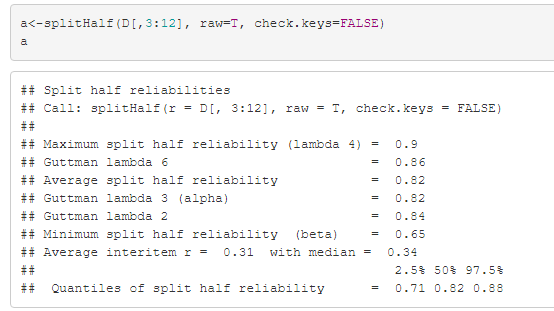 a<-splitHalf(D[,3:12], raw=T, check.keys=FALSE)
a
## Split half reliabilities
## Call: splitHalf(r = D[, 3:12], raw = T, check.keys = FALSE)
##
## Maximum split half reliability (lambda 4) =  0.9
## Guttman lambda 6                          =  0.86
## Average split half reliability            =  0.82
## Guttman lambda 3 (alpha)                  =  0.82
## Guttman lambda 2                          =  0.84
## Minimum split half reliability  (beta)    =  0.65
## Average interitem r =  0.31  with median =  0.34
##                                             2.5% 50% 97.5%
##  Quantiles of split half reliability      =  0.71 0.82 0.88